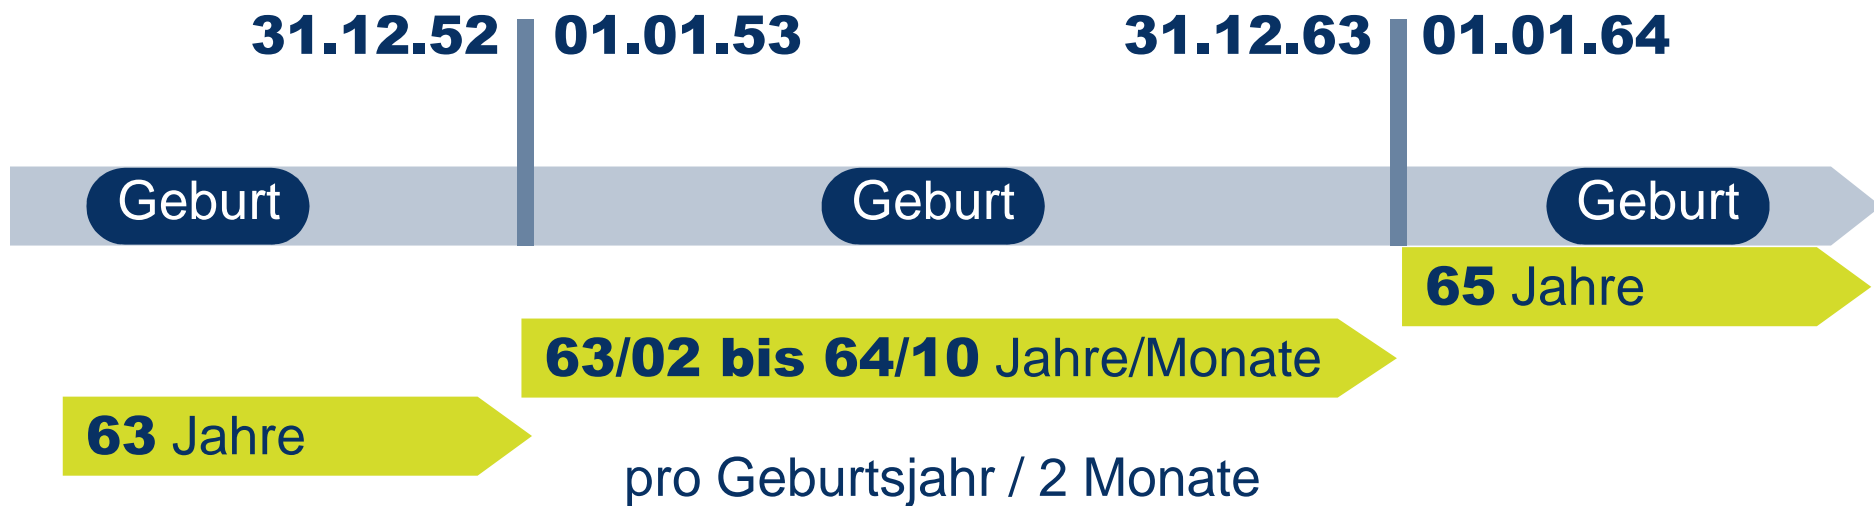 31.12.52 01.01.53 31.12.63 01.01.64
Geburt Geburt Geburt
65 Jahre
63/02 bis 64/10 Jahre/Monate
63 Jahre
pro Geburtsjahr / 2 Monate